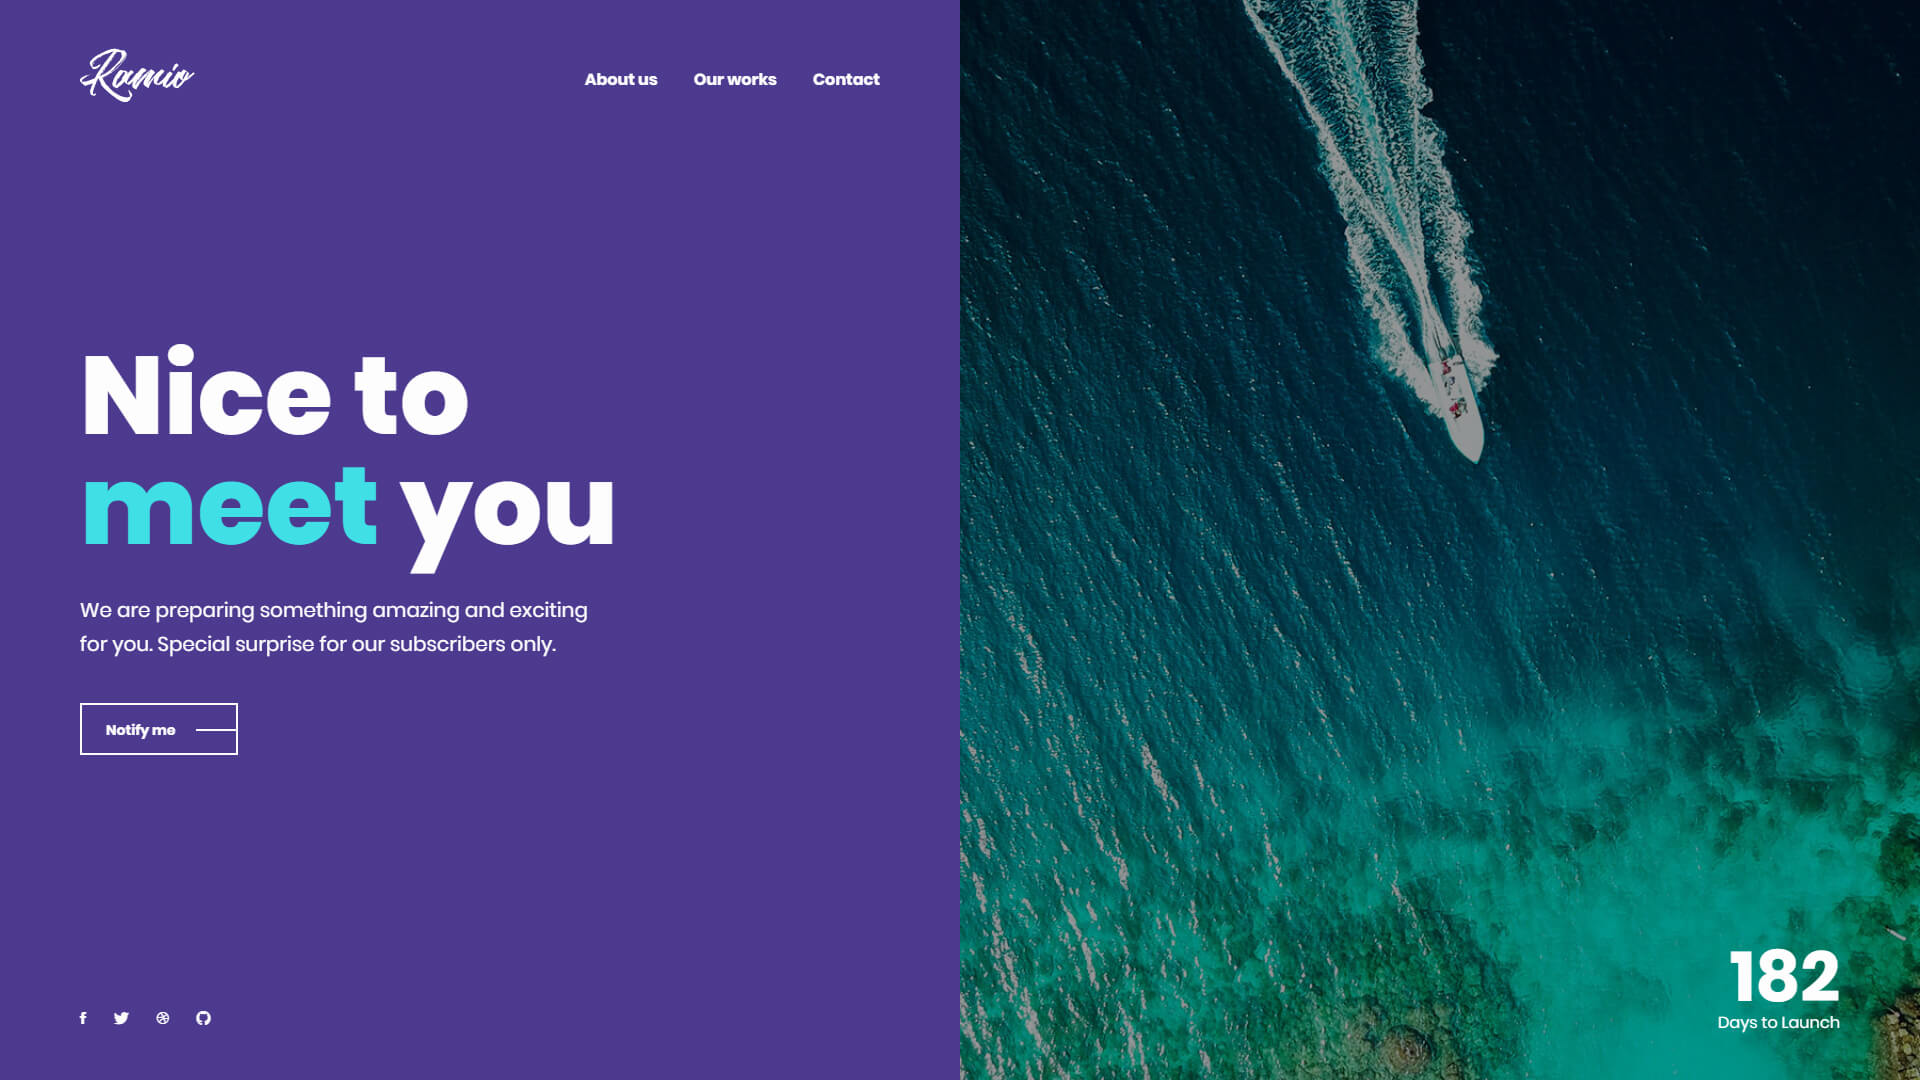 Ramio
About us Our works Contact
Nice to
meet you
We are preparing something amazing and exciting
for you. Special surprise for our subscribers only.
Notify me
182
Days to Launch